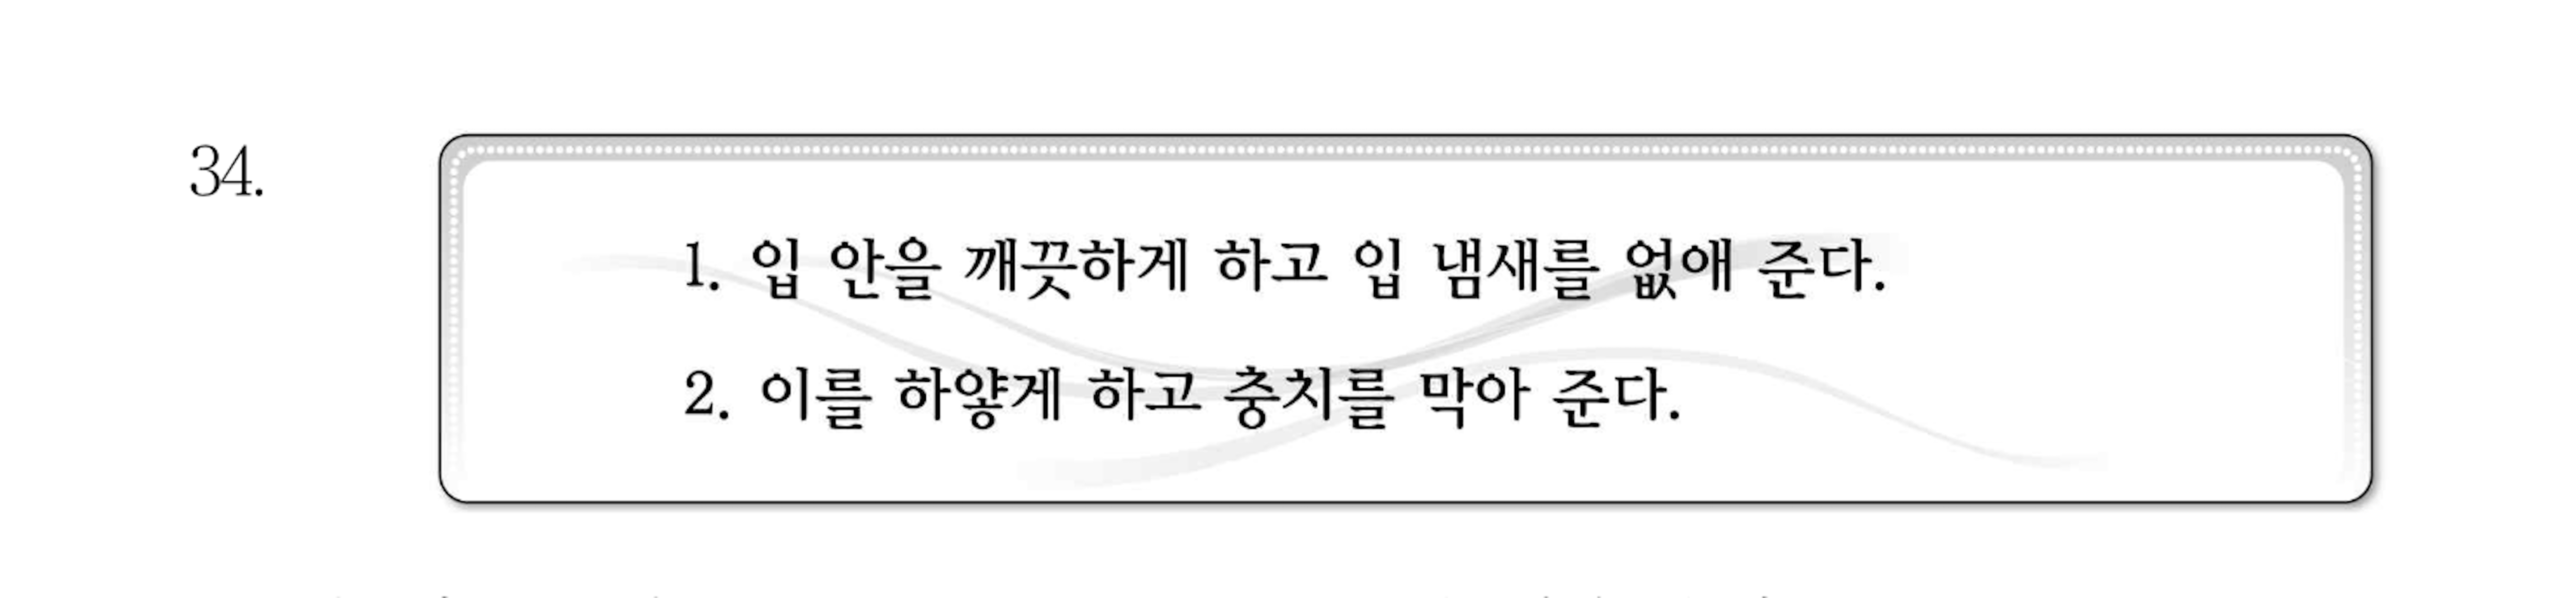 34.
1. 입 안을 깨끗하게 하고 입 냄새를 없애 준다.
2. 이를 하얗게 하고 충치를 막아 준다.